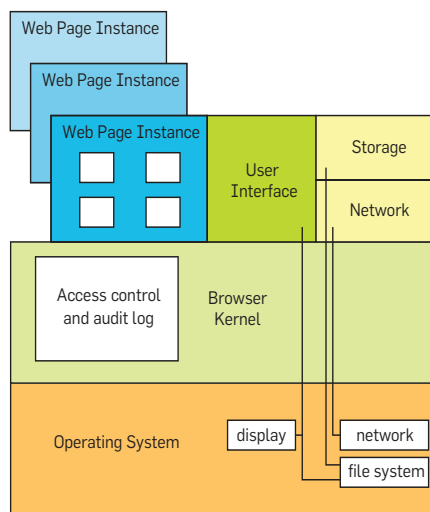 Web Page Instance
Web Page Instance
Web Page Instance
User
Interface
Storage
Network
Access control
and audit log
Browser
Kernel
Operating System
display
network
file system